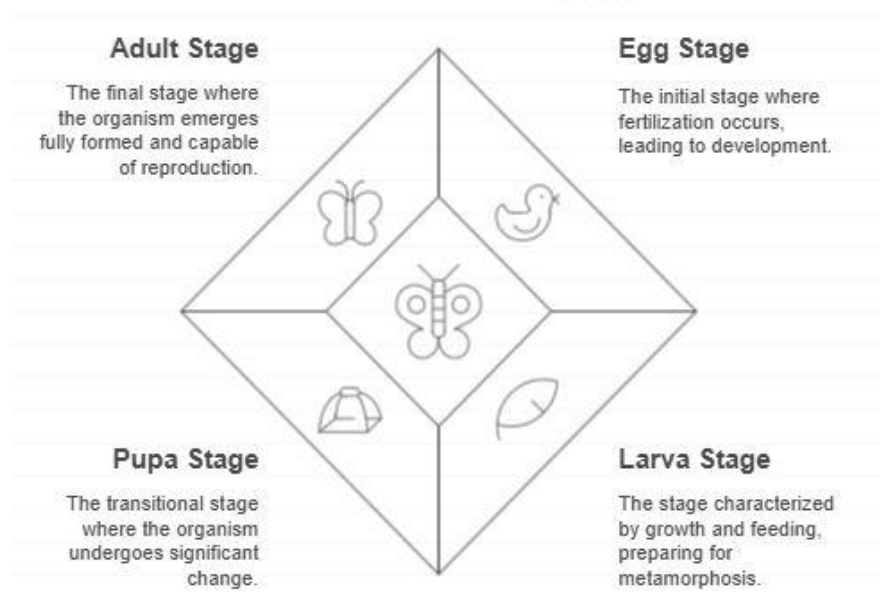 Adult Stage
The final stage where
the organism emerges
fully formed and capable
of reproduction.
Egg Stage
The initial stage where
fertilization occurs,
leading to development.
Pupa Stage
The transitional stage
where the organism
undergoes significant
change.
Larva Stage
The stage characterized
by growth and feeding,
preparing for
metamorphosis.